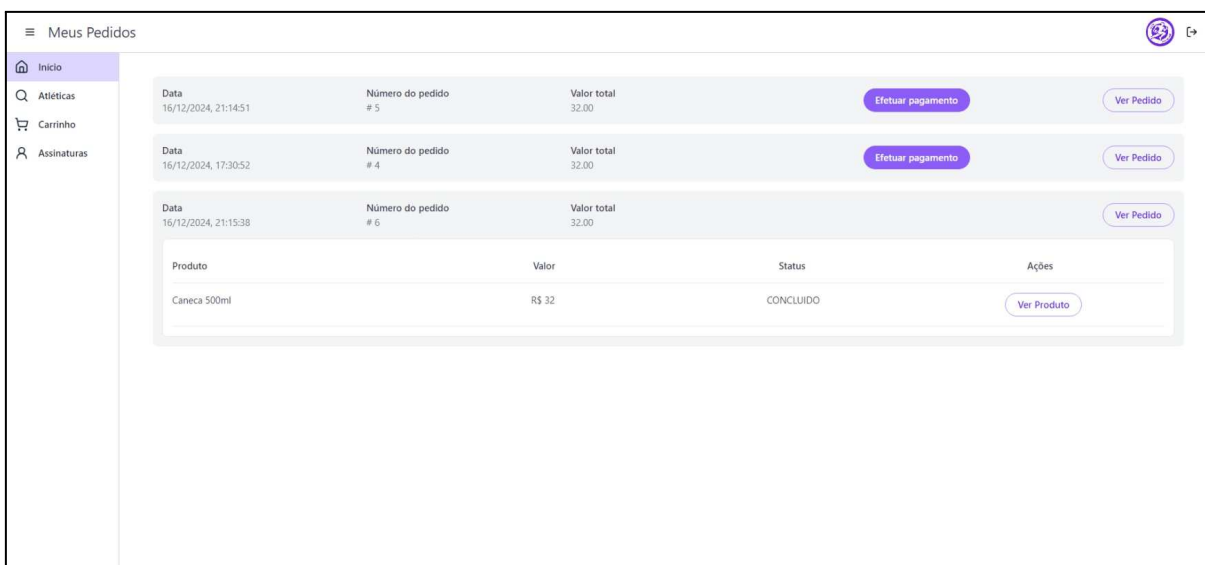 Meus Pedidos
Inicio
Atléticas
Carrinho
Assinaturas
Data Número do pedido Valor total
16/12/2024, 21:14:51 # 5 32.00
Efetuar pagamento Ver Pedido
Data Número do pedido Valor total
16/12/2024, 17:30:52 # 4 32.00
Efetuar pagamento Ver Pedido
Data Número do pedido Valor total
16/12/2024, 21:15:38 # 6 32.00
Ver Pedido
Produto Valor Status Ações
Caneca 500ml R$ 32 CONCLUIDO Ver Produto